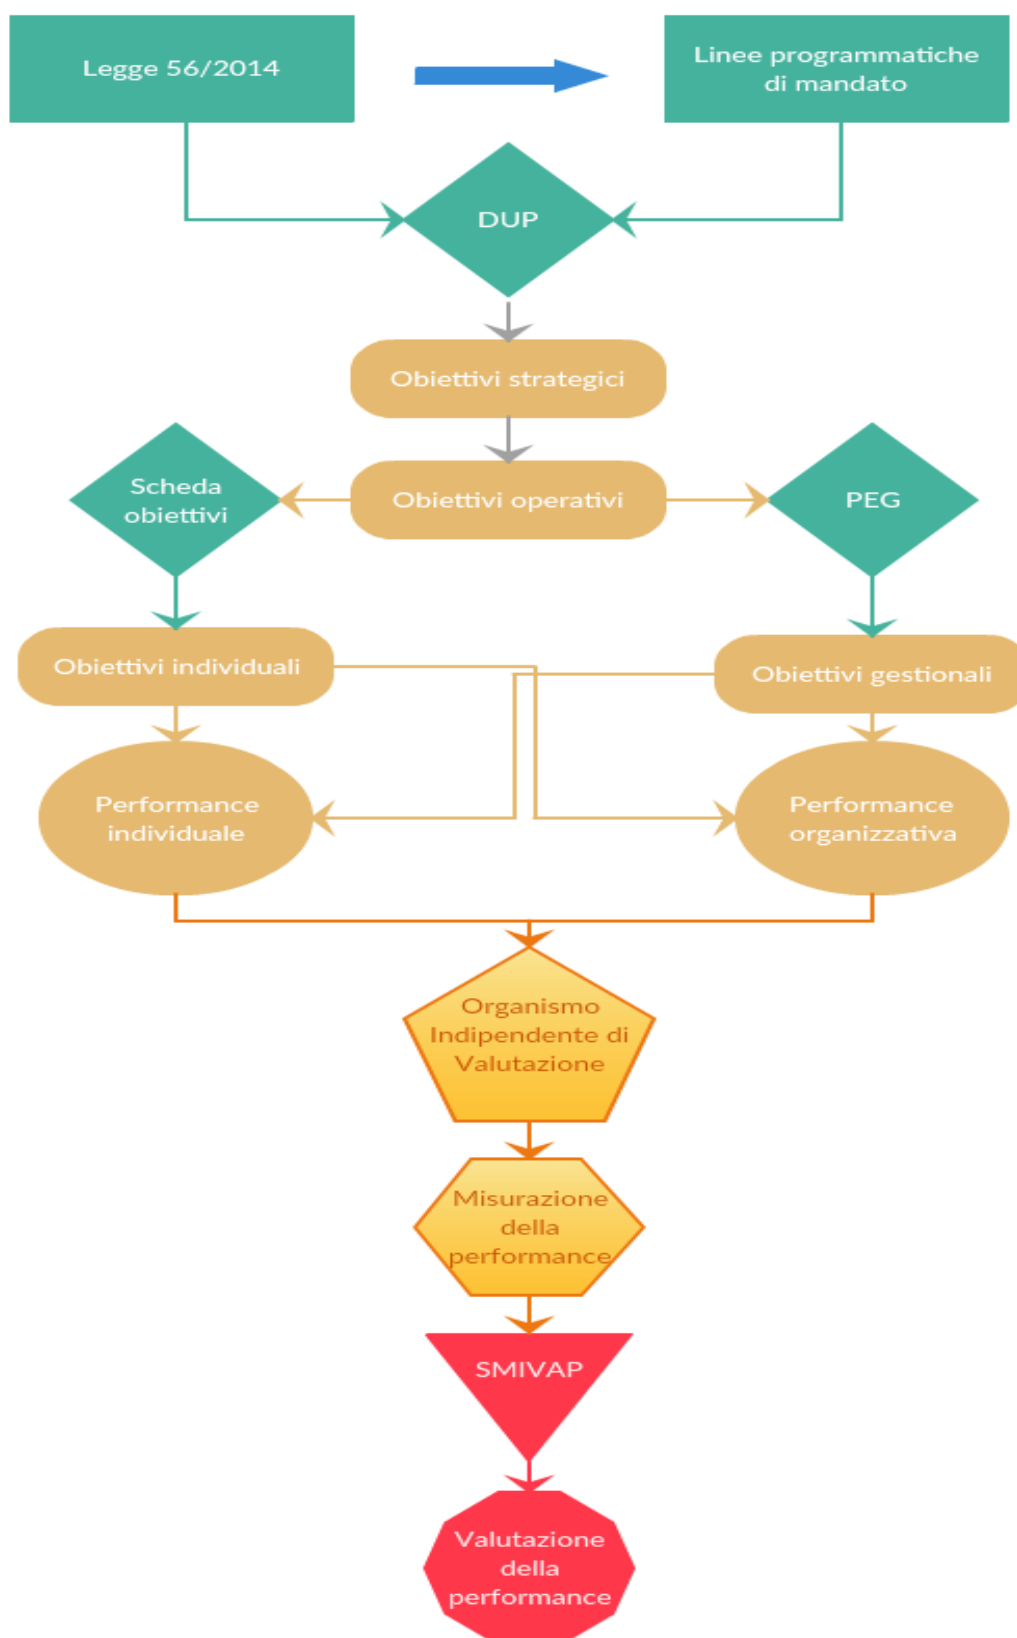 Legge 56/2014
Linee programmatiche
di mandato
DUP
Obiettivi strategici
Scheda
obiettivi
Obiettivi operativi
PEG
Obiettivi individuali
Obiettivi gestionali
Performance
individuale
Performance
organizzativa
Organismo
Indipendente di
Valutazione
Misurazione
della
performance
SMIVAP
Valutazione
della
performance